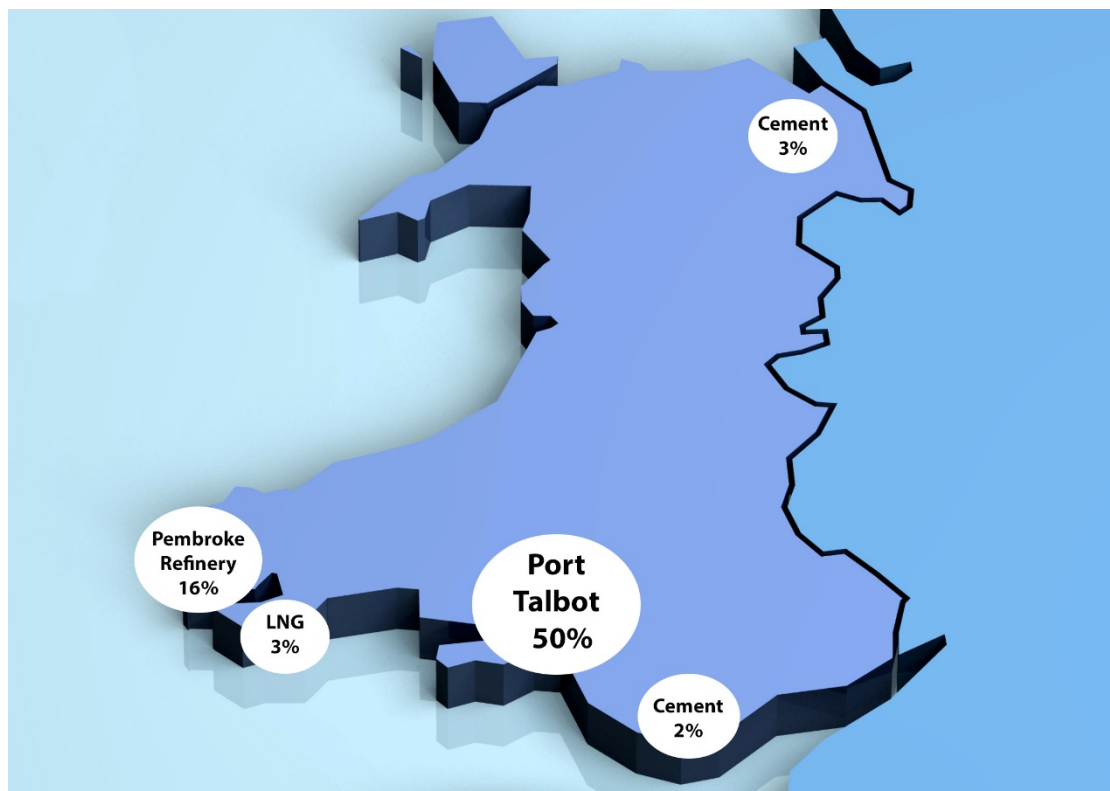 Cement
3%
Pembroke
Refinery
16%
LNG
3%
Port
Talbot
50%
Cement
2%